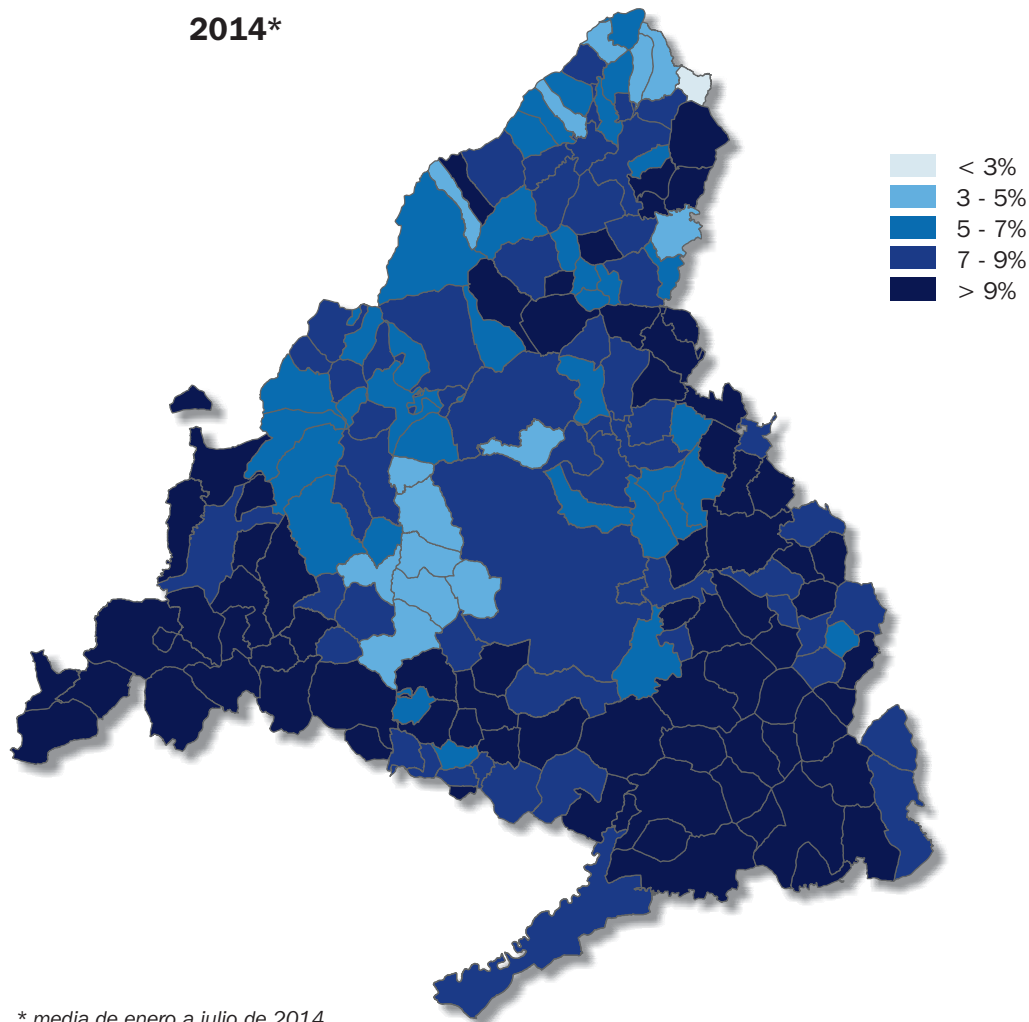 2014*
< 3%
3 - 5%
5 - 7%
7 - 9%
> 9%
* media de enero a julio de 2014